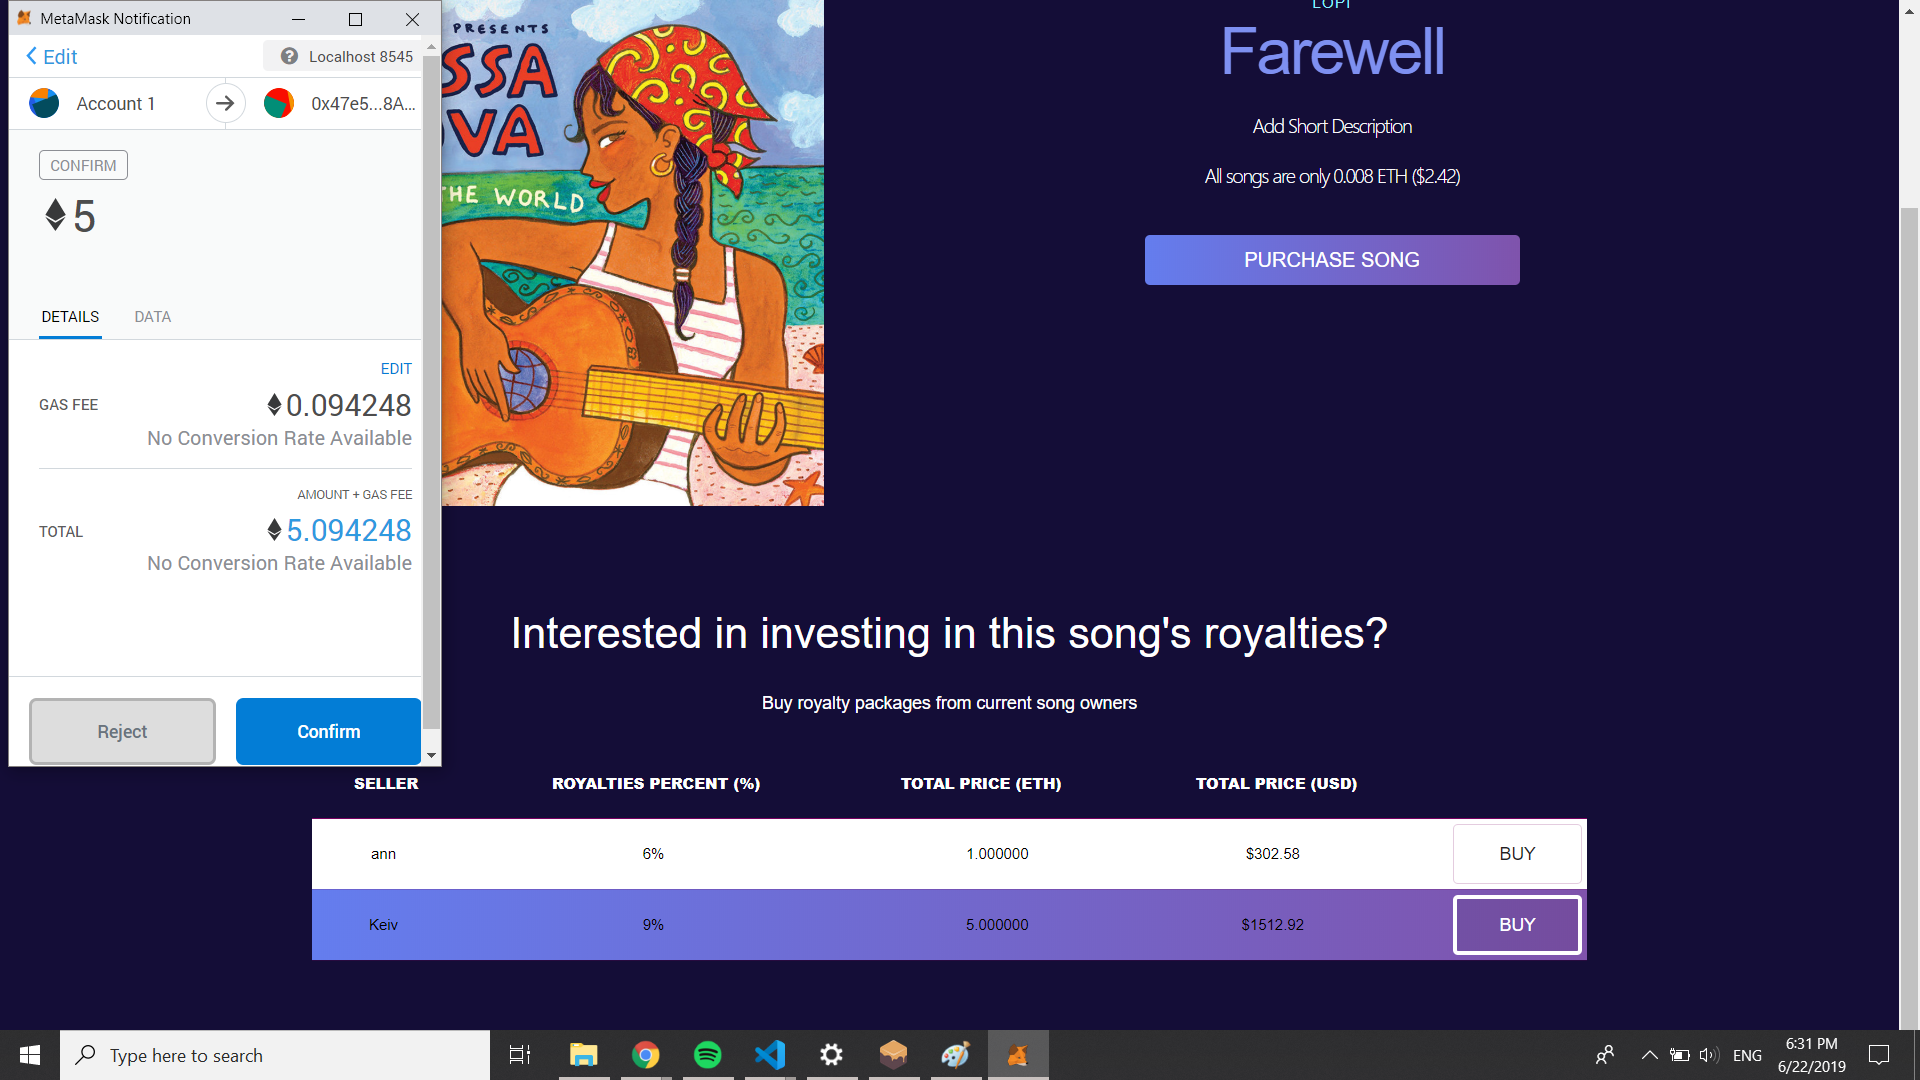 MetaMask Notification
Edit
Localhost 8545
Account 1
0x47e5...8A...
CONFIRM
5
DETAILS
DATA
EDIT
GAS FEE
0.094248
No Conversion Rate Available
AMOUNT + GAS FEE
TOTAL
5.094248
No Conversion Rate Available
Reject
Confirm
PRESENTS
SSA
OVA
THE WORLD
LOPI
Farewell
Add Short Description
All songs are only 0.008 ETH ($2.42)
PURCHASE SONG
Interested in investing in this song's royalties?
Buy royalty packages from current song owners
SELLER ROYALTIES PERCENT (%) TOTAL PRICE (ETH) TOTAL PRICE (USD)
ann 6% 1.000000 $302.58 BUY
Keiv 9% 5.000000 $1512.92 BUY
Type here to search
ENG
6:31 PM
6/22/2019